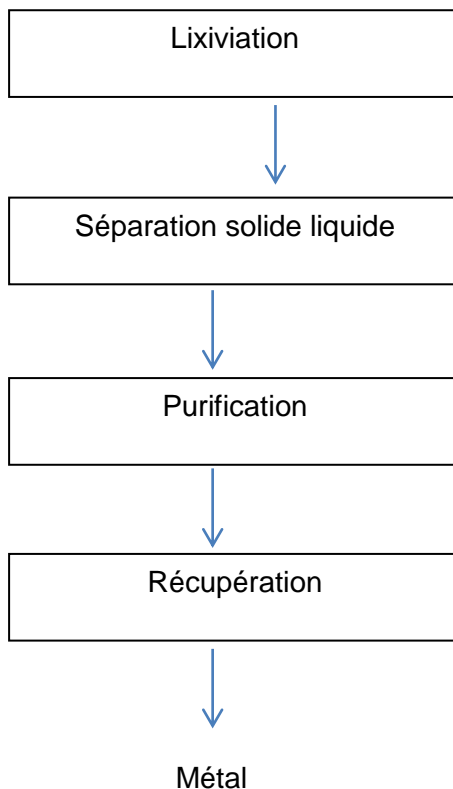 Lixiviation
Séparation solide liquide
Purification
Récupération
Métal